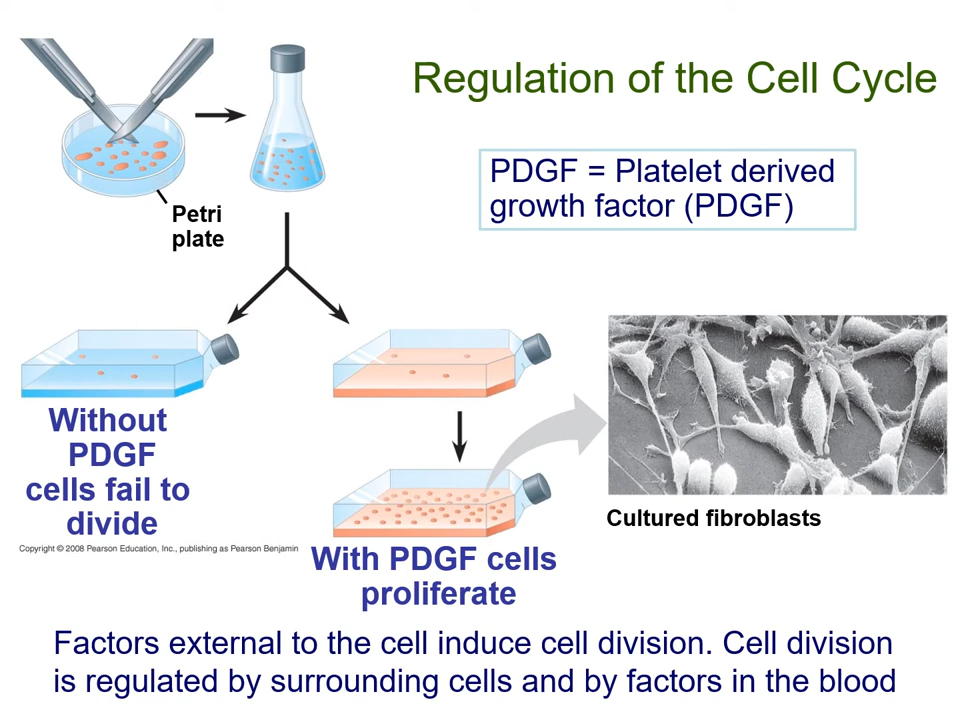 Regulation of the Cell Cycle
PDGF = Platelet derived
growth factor (PDGF)
Petri
plate
Without
PDGF
cells fail to
divide
Copyright © 2008 Pearson Education, Inc., publishing as Pearson Benjamin
With PDGF cells
proliferate
Cultured fibroblasts
Factors external to the cell induce cell division. Cell division
is regulated by surrounding cells and by factors in the blood